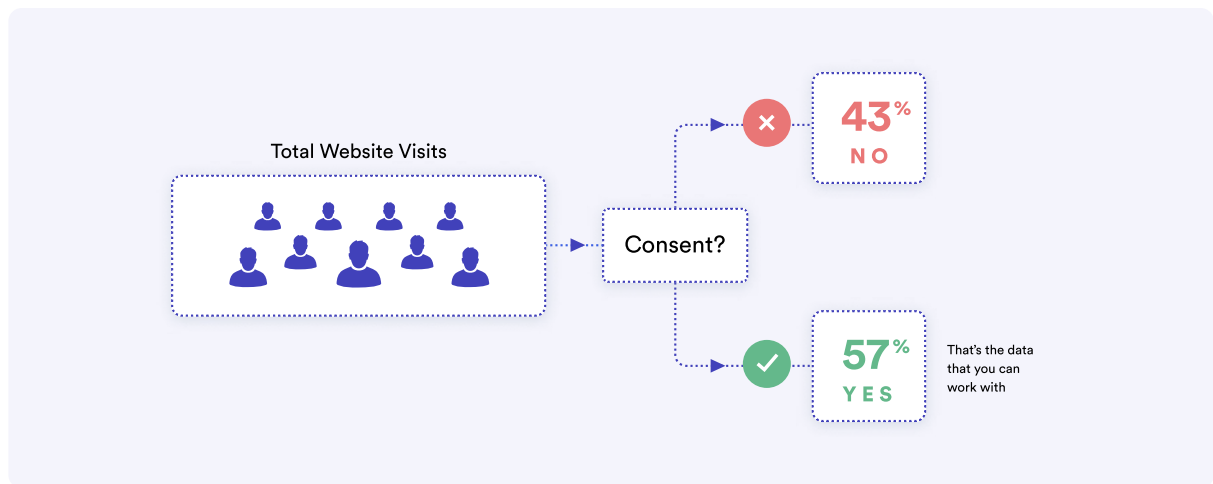 Total Website Visits
Consent?
43%
NO
57%
YES
That's the data
that you can
work with